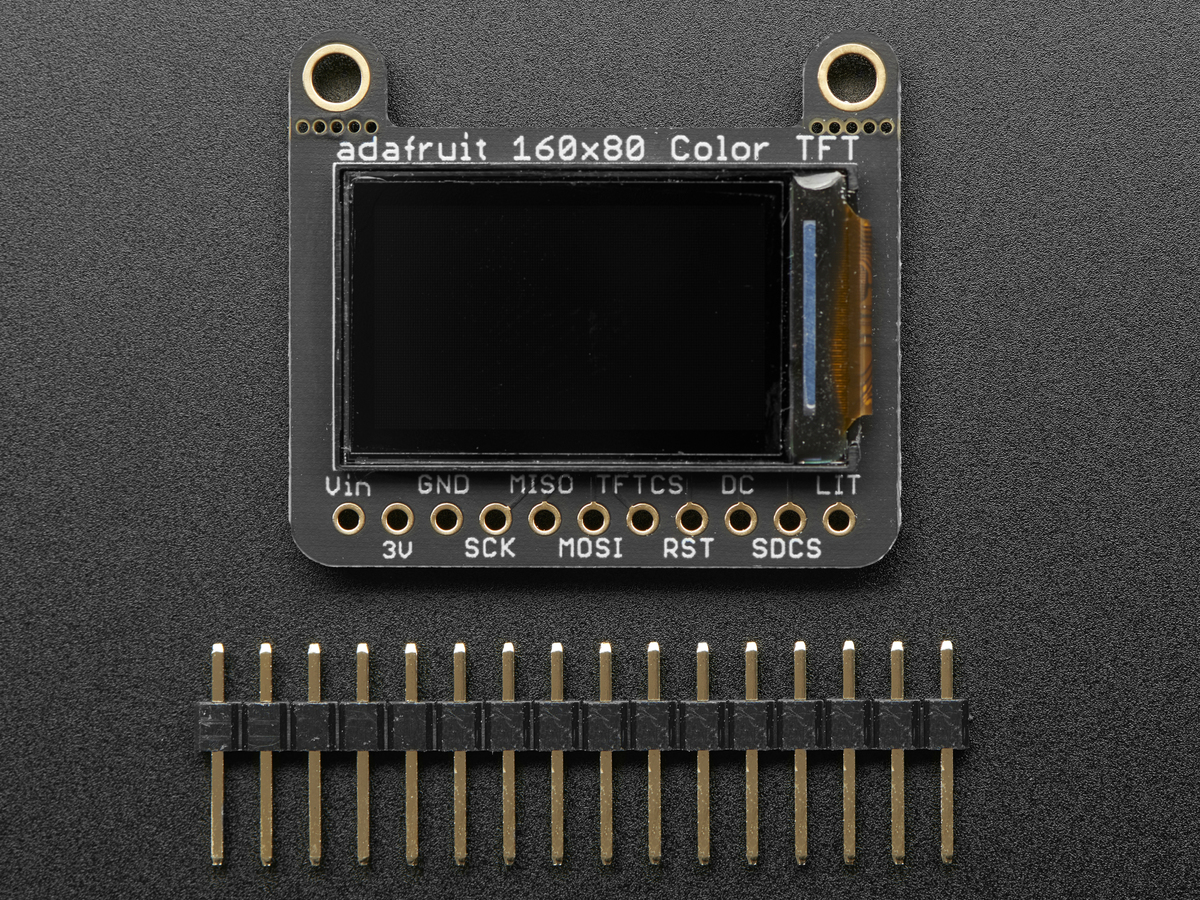 adafruit 160x80 Color TFT
Vin GND MISO TFTCS DC LIT
3V SCK MOSI RST SDCS